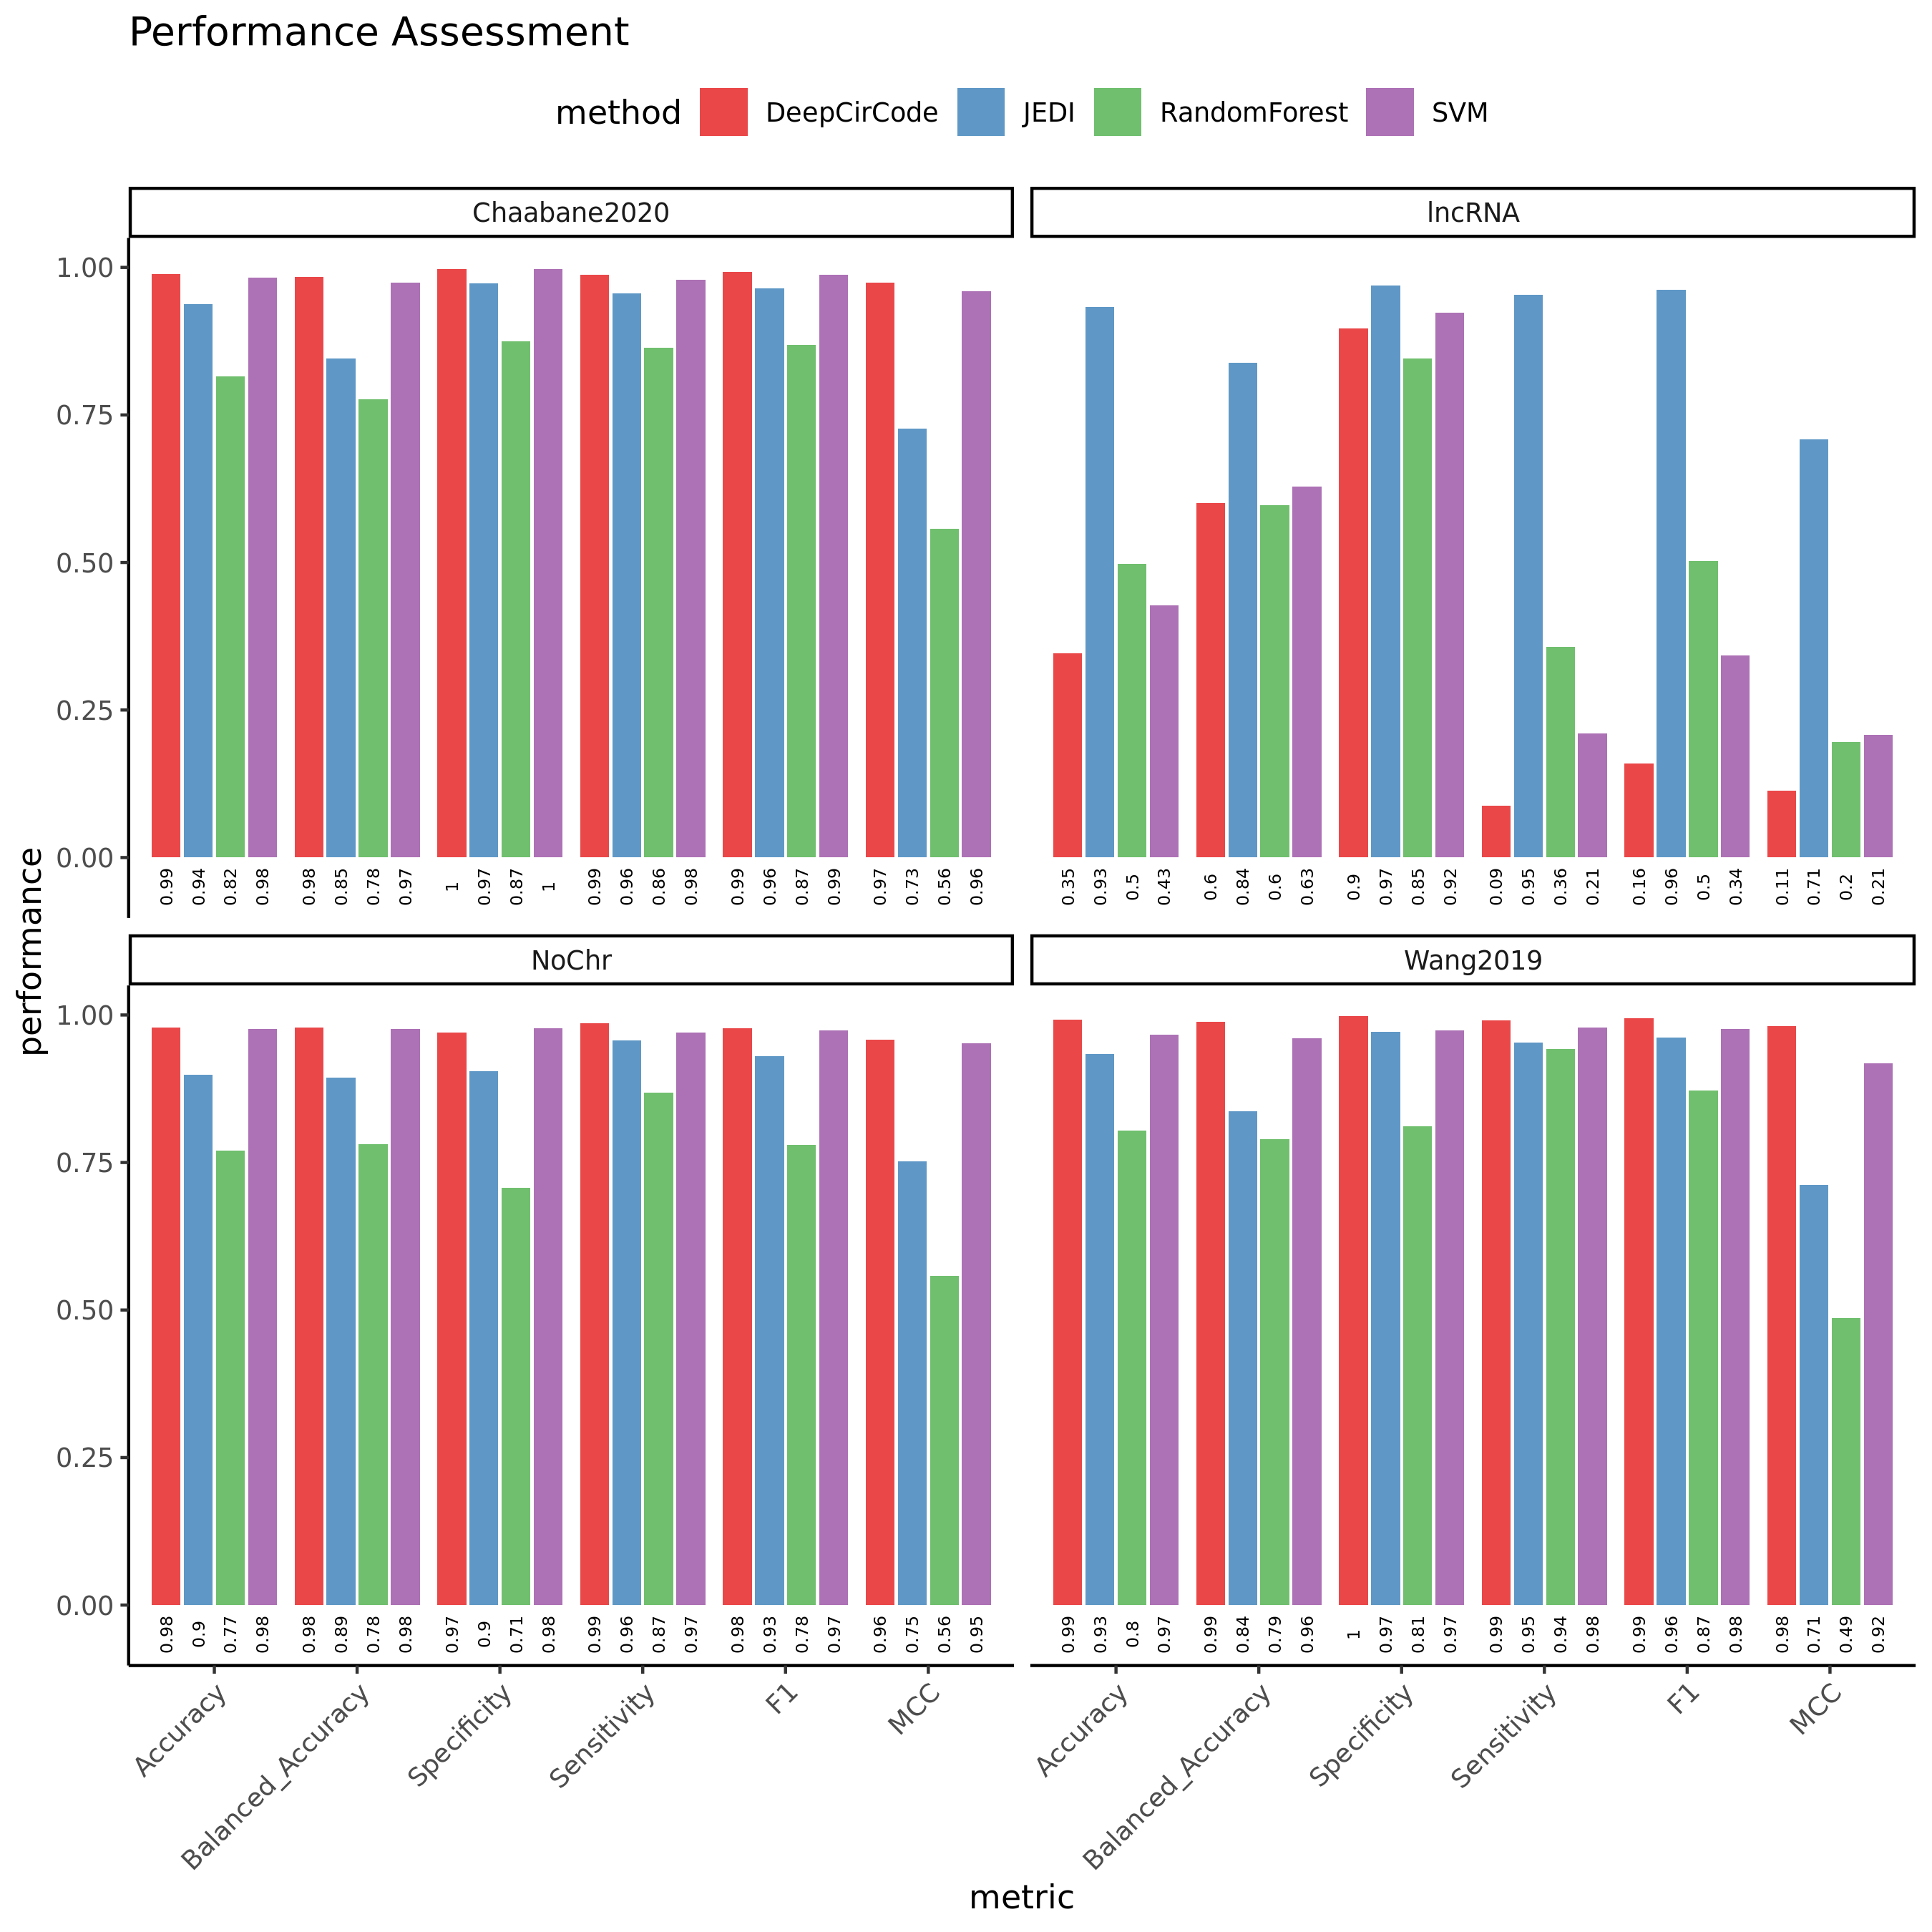 Performance Assessment
method DeepCirCode JEDI RandomForest SVM
Chaabane2020 lncRNA
1.00
0.75
0.50
0.25
0.00
0.99 0.94 0.82 0.98 0.98 0.85 0.78 0.97 1 0.97 0.87 1 0.99 0.96 0.86 0.98 0.99 0.96 0.87 0.99 0.97 0.73 0.56 0.96
0.35 0.93 0.5 0.43 0.6 0.84 0.6 0.63 0.9 0.97 0.85 0.92 0.09 0.95 0.36 0.21 0.16 0.96 0.5 0.34 0.11 0.71 0.2 0.21
performance
NoChr Wang2019
1.00
0.75
0.50
0.25
0.00
0.98 0.9 0.77 0.98 0.98 0.89 0.78 0.98 0.97 0.9 0.71 0.98 0.99 0.96 0.87 0.97 0.98 0.93 0.78 0.97 0.96 0.75 0.56 0.95
0.99 0.93 0.8 0.97 0.99 0.84 0.79 0.96 1 0.97 0.81 0.97 0.99 0.95 0.94 0.98 0.99 0.96 0.87 0.98 0.98 0.71 0.49 0.92
Accuracy Balanced_Accuracy Specificity Sensitivity F1 MCC
Accuracy Balanced_Accuracy Specificity Sensitivity F1 MCC
metric